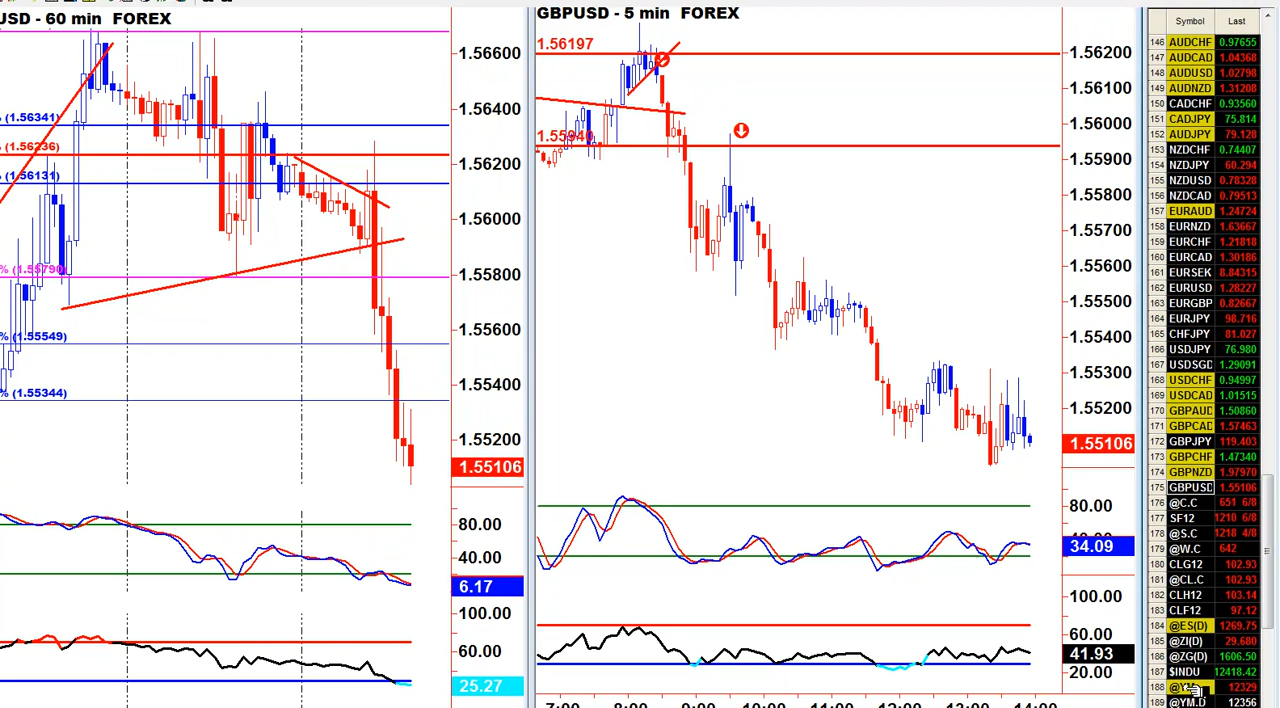 USD - 60 min FOREX
1.56600
1.56400
1.56200
1.56000
1.55800
1.55600
1.55400
1.55200
1.55106
% (1.56341)
% (1.56236)
% (1.56131)
% (1.55790)
% (1.55549)
% (1.55344)
80.00
40.00
6.17
100.00
60.00
25.27
GBPUSD - 5 min FOREX
1.56197
1.55940
1.56200
1.56100
1.56000
1.55900
1.55800
1.55700
1.55600
1.55500
1.55400
1.55300
1.55200
1.55106
80.00
34.09
100.00
60.00
41.93
20.00
7:00 8:00 9:00 10:00 11:00 12:00 13:00 14:00
Symbol Last
146 AUDCHF 0.97655
147 AUDCAD 1.04368
148 AUDUSD 1.02798
149 AUDNZD 1.31208
150 CADCHF 0.93560
151 CADJPY 75.814
152 AUDJPY 79.128
153 NZDCHF 0.74407
154 NZDJPY 60.294
155 NZDUSD 0.78328
156 NZDCAD 0.79513
157 EURAUD 1.24724
158 EURNZD 1.63667
159 EURCHF 1.21818
160 EURCAD 1.30186
161 EURSEK 8.84315
162 EURUSD 1.28227
163 EURGBP 0.82667
164 EURJPY 98.716
165 CHFJPY 81.027
166 USDJPY 76.980
167 USDSGD 1.29091
168 USDCHF 0.94997
169 USDCAD 1.01515
170 GBPAUD 1.50860
171 GBPCAD 1.57463
172 GBPJPY 119.403
173 GBPCHF 1.47340
174 GBPNZD 1.97970
175 GBPUSD 1.55106
176 @C.C 651 6/8
177 SF12 1210 6/8
178 @S.C 1218 4/8
179 @W.C 642
180 CLG12 102.93
181 @CL.C 102.93
182 CLH12 103.14
183 CLF12 97.12
184 @ES(D) 1269.75
185 @ZI(D) 29.680
186 @ZG(D) 1606.50
187 $INDU 12418.42
188 12329
189 @YM.D 12356